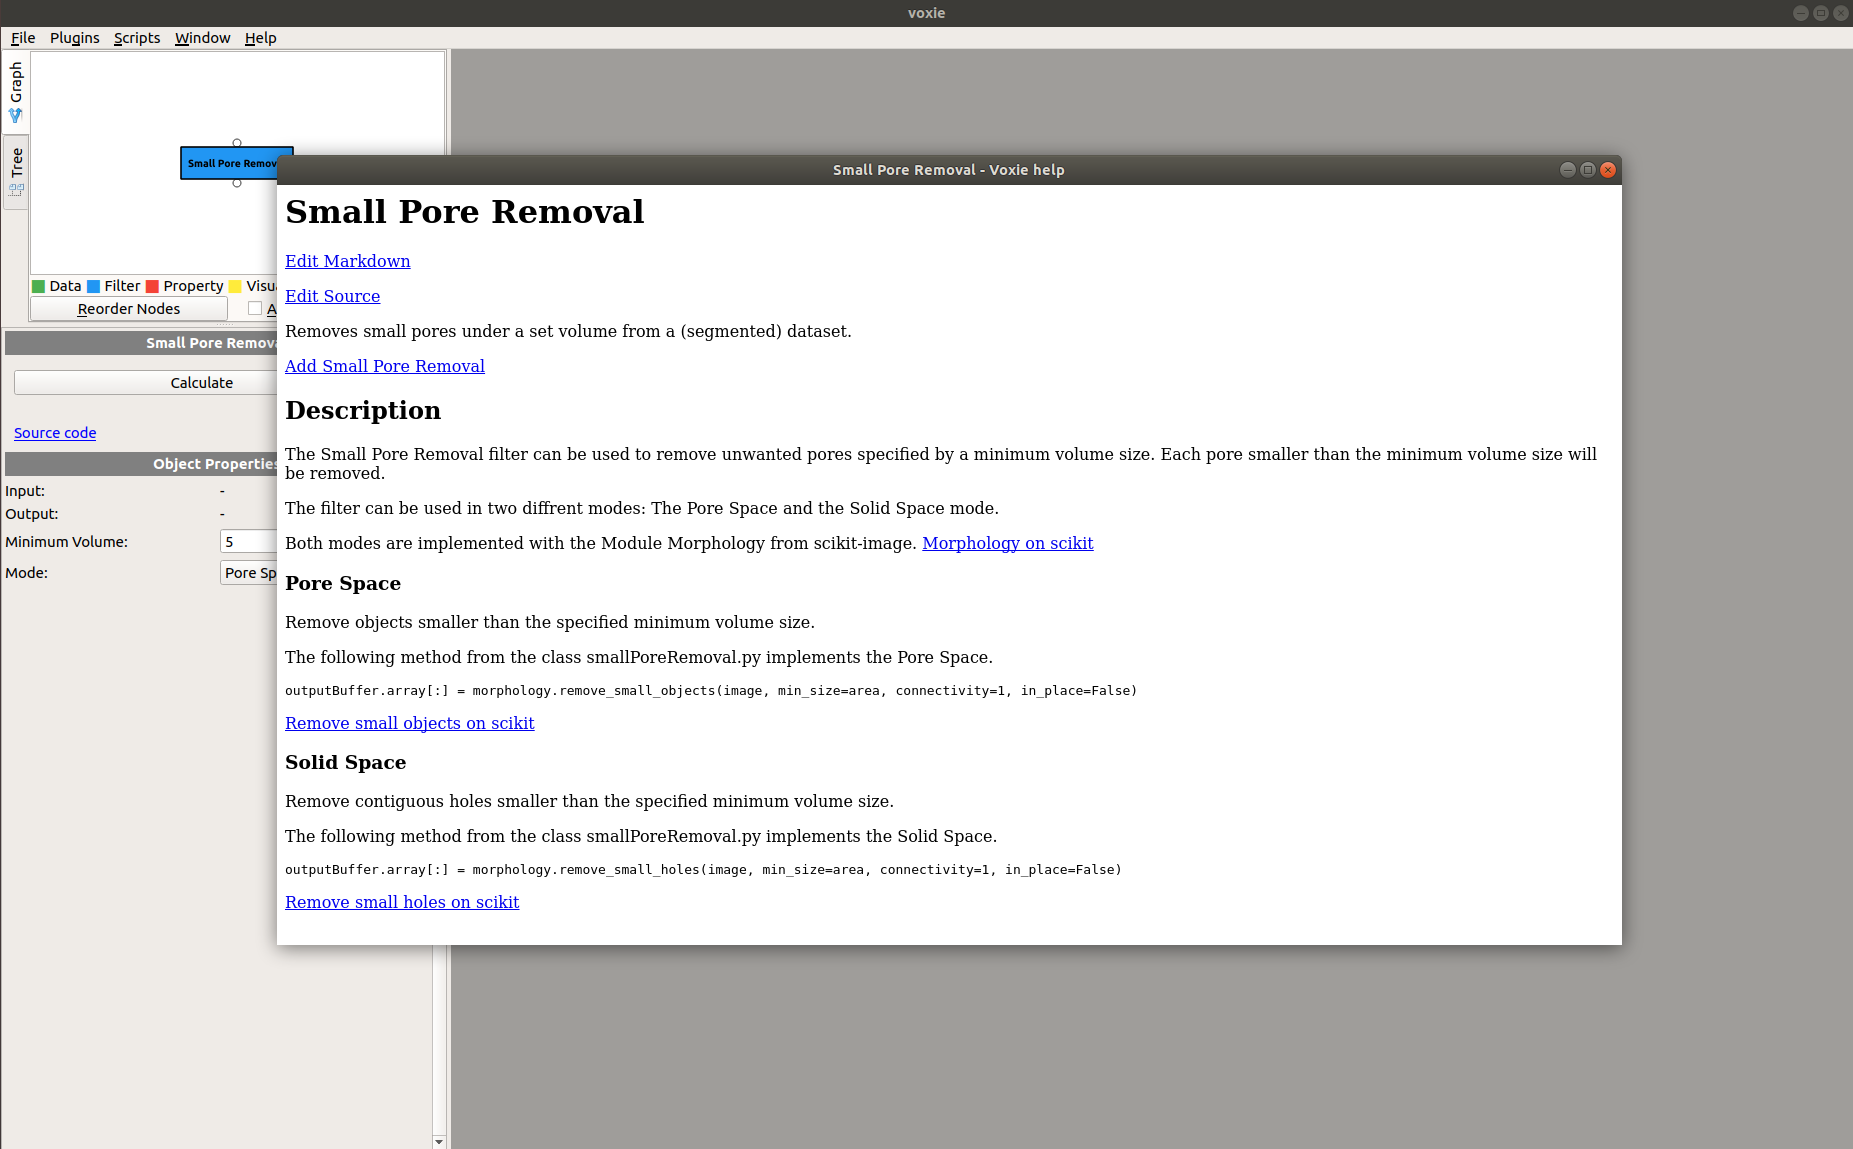 voxie
File Plugins Scripts Window Help
Graph
Tree
Small Pore Remov
Data Filter Property Visu
Reorder Nodes A
Small Pore Remova
Calculate
Source code
Object Properties
Input: -
Output: -
Minimum Volume: 5
Mode: Pore Sp
Small Pore Removal - Voxie help
Small Pore Removal
Edit Markdown
Edit Source
Removes small pores under a set volume from a (segmented) dataset.
Add Small Pore Removal
Description
The Small Pore Removal filter can be used to remove unwanted pores specified by a minimum volume size. Each pore smaller than the minimum volume size will
be removed.
The filter can be used in two diffrent modes: The Pore Space and the Solid Space mode.
Both modes are implemented with the Module Morphology from scikit-image. Morphology on scikit
Pore Space
Remove objects smaller than the specified minimum volume size.
The following method from the class smallPoreRemoval.py implements the Pore Space.
outputBuffer.array[:] = morphology.remove_small_objects(image, min_size=area, connectivity=1, in_place=False)
Remove small objects on scikit
Solid Space
Remove contiguous holes smaller than the specified minimum volume size.
The following method from the class smallPoreRemoval.py implements the Solid Space.
outputBuffer.array[:] = morphology.remove_small_holes(image, min_size=area, connectivity=1, in_place=False)
Remove small holes on scikit